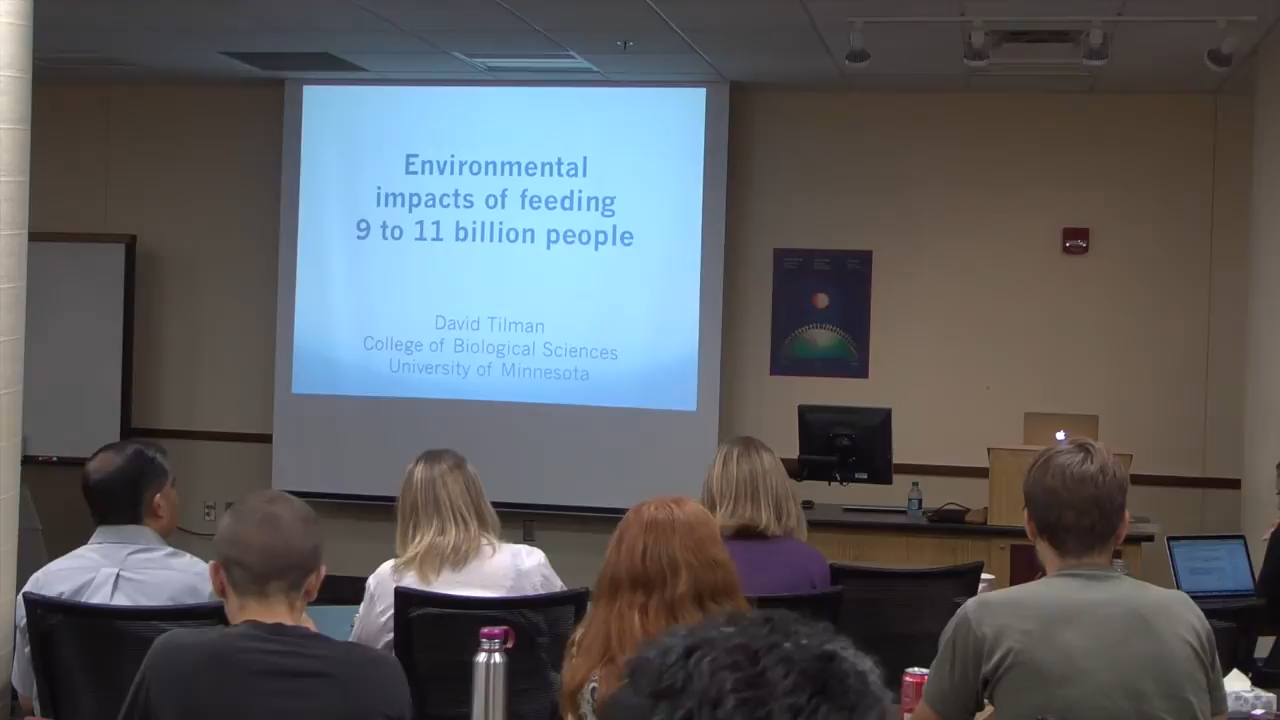 Environmental
impacts of feeding
9 to 11 billion people
David Tilman
College of Biological Sciences
University of Minnesota